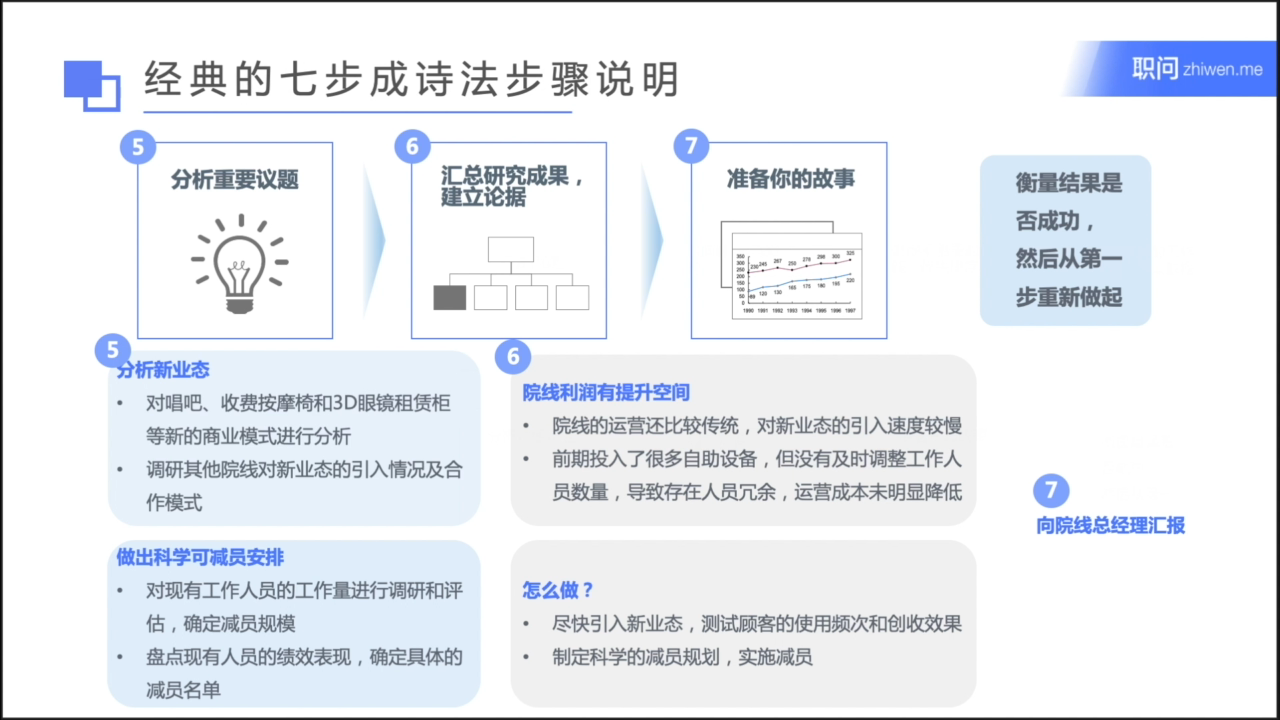 经典的七步成诗法步骤说明
职问 zhiwen.me
5
分析重要议题
6
汇总研究成果，
建立论据
7
准备你的故事
350
300
250
200
150
100
50
0
230 245 267 250 279 298 300 325
89 120 130 165 175 180 193 220
1990 1991 1992 1993 1994 1995 1996 1997
衡量结果是
否成功，
然后从第一
步重新做起
5
分析新业态
• 对唱吧、收费按摩椅和3D眼镜租赁柜
等新的商业模式进行分析
• 调研其他院线对新业态的引入情况及合
作模式
做出科学可减员安排
• 对现有工作人员的工作量进行调研和评
估，确定减员规模
• 盘点现有人员的绩效表现，确定具体的
减员名单
6
院线利润有提升空间
• 院线的运营还比较传统，对新业态的引入速度较慢
• 前期投入了很多自助设备，但没有及时调整工作人
员数量，导致存在人员冗余，运营成本未明显降低
怎么做？
• 尽快引入新业态，测试顾客的使用频次和创收效果
• 制定科学的减员规划，实施减员
7
向院线总经理汇报